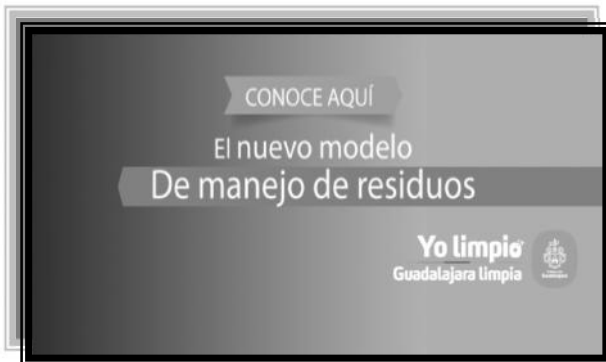 CONOCE AQUÍ
El nuevo modelo
De manejo de residuos
Yo limpio
Guadalajara limpia